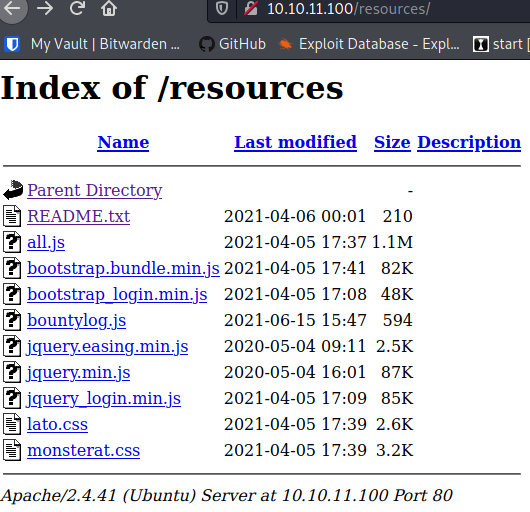 10.10.11.100/resources/
My Vault | Bitwarden ... GitHub Exploit Database - Expl... start [
Index of /resources
Name Last modified Size Description
Parent Directory -
README.txt 2021-04-06 00:01 210
all.js 2021-04-05 17:37 1.1M
bootstrap.bundle.min.js 2021-04-05 17:41 82K
bootstrap_login.min.js 2021-04-05 17:08 48K
bountylog.js 2021-06-15 15:47 594
jquery.easing.min.js 2020-05-04 09:11 2.5K
jquery.min.js 2020-05-04 16:01 87K
jquery_login.min.js 2021-04-05 17:09 85K
lato.css 2021-04-05 17:39 2.6K
monsterat.css 2021-04-05 17:39 3.2K
Apache/2.4.41 (Ubuntu) Server at 10.10.11.100 Port 80